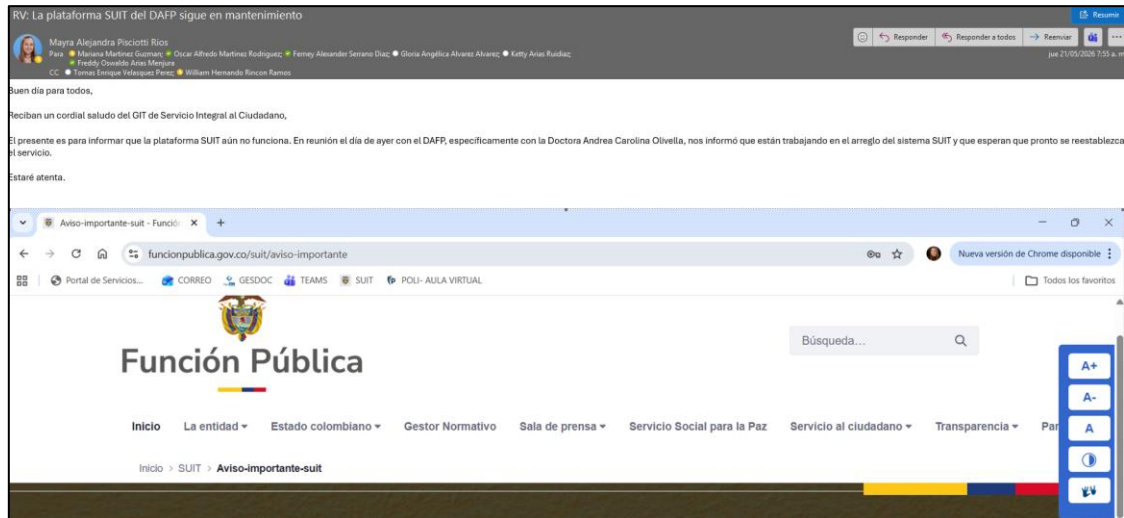 RV: La plataforma SUIT del DAFP sigue en mantenimiento
Resumir
Mayra Alejandra Pisciotti Rios
Para Mariana Martinez Guzman; Oscar Alfredo Martinez Rodriguez; Ferney Alexander Serrano Diaz; Gloria Angélica Alvarez Alvarez; Ketty Arias Ruidiaz;
Freddy Oswaldo Arias Menjura
CC Tomas Enrique Velasquez Perez; William Hernando Rincon Ramos
Responder Responder a todos Reenviar
jue 21/05/2026 7:55 a. m
Buen día para todos,
Reciban un cordial saludo del GIT de Servicio Integral al Ciudadano,
El presente es para informar que la plataforma SUIT aún no funciona. En reunión el día de ayer con el DAFP, específicamente con la Doctora Andrea Carolina Olivella, nos informó que están trabajando en el arreglo del sistema SUIT y que esperan que pronto se reestablezca
el servicio.
Estaré atenta.
Aviso-importante-suit - Funció
funcionpublica.gov.co/suit/aviso-importante
Nueva versión de Chrome disponible
Portal de Servicios... CORREO GESDOC TEAMS SUIT POLI- AULA VIRTUAL
Todos los favoritos
Función Pública
Búsqueda...
A+
A-
A
Inicio La entidad Estado colombiano Gestor Normativo Sala de prensa Servicio Social para la Paz Servicio al ciudadano Transparencia Par
Inicio > SUIT > Aviso-importante-suit